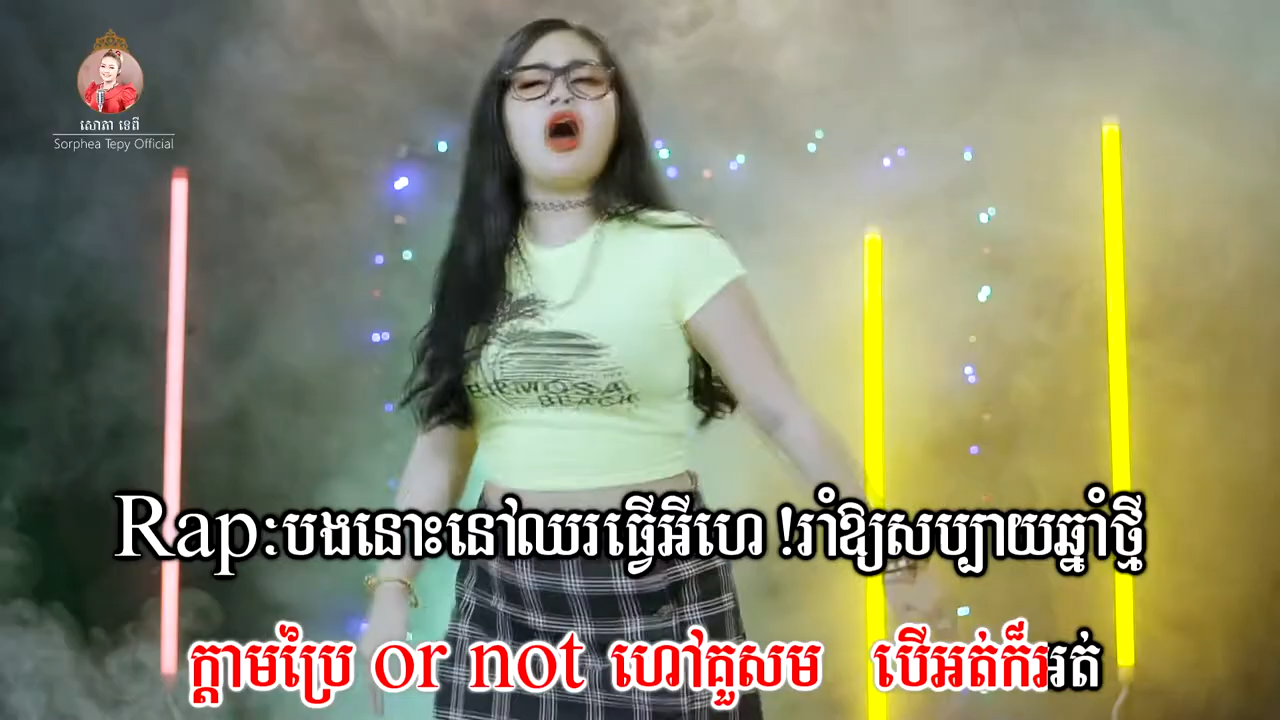 សោភា ទេពី
Sorphea Tepy Official
BEACH
Rap:បងនោះនៅឈរធ្វើអីហេ !រាំឱ្យសប្បាយឆ្នាំថ្មី
ក្ដាមប្រៃ or not ហៅគួសម បើអត់ក៏អត់